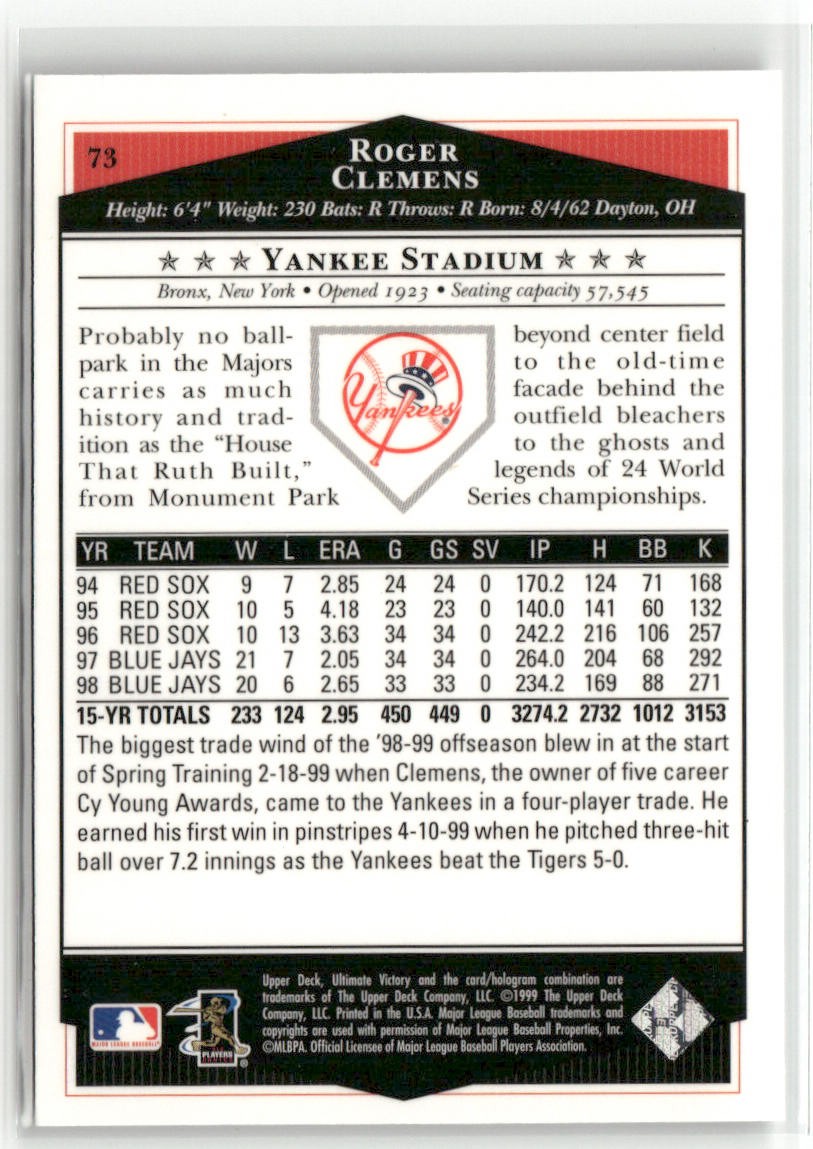 73
ROGER
CLEMENS
Height: 6'4" Weight: 230 Bats: R Throws: R Born: 8/4/62 Dayton, OH
YANKEE STADIUM
Bronx, New York • Opened 1923 • Seating capacity 57,545
Probably no ball-
park in the Majors
carries as much
history and trad-
ition as the "House
That Ruth Built,"
from Monument Park
Yankees
beyond center field
to the old-time
facade behind the
outfield bleachers
to the ghosts and
legends of 24 World
Series championships.
YR TEAM W L ERA G GS SV IP H BB K
94 RED SOX 9 7 2.85 24 24 0 170.2 124 71 168
95 RED SOX 10 5 4.18 23 23 0 140.0 141 60 132
96 RED SOX 10 13 3.63 34 34 0 242.2 216 106 257
97 BLUE JAYS 21 7 2.05 34 34 0 264.0 204 68 292
98 BLUE JAYS 20 6 2.65 33 33 0 234.2 169 88 271
15-YR TOTALS 233 124 2.95 450 449 0 3274.2 2732 1012 3153
The biggest trade wind of the '98-99 offseason blew in at the start
of Spring Training 2-18-99 when Clemens, the owner of five career
Cy Young Awards, came to the Yankees in a four-player trade. He
earned his first win in pinstripes 4-10-99 when he pitched three-hit
ball over 7.2 innings as the Yankees beat the Tigers 5-0.
Upper Deck, Ultimate Victory and the card/hologram combination are
trademarks of The Upper Deck Company, LLC. ©1999 The Upper Deck
Company, LLC. Printed in the U.S.A. Major League Baseball trademarks and
copyrights are used with permission of Major League Baseball Properties, Inc.
©MLBPA. Official Licensee of Major League Baseball Players Association.
MAJOR LEAGUE BASEBALL
PLAYERS